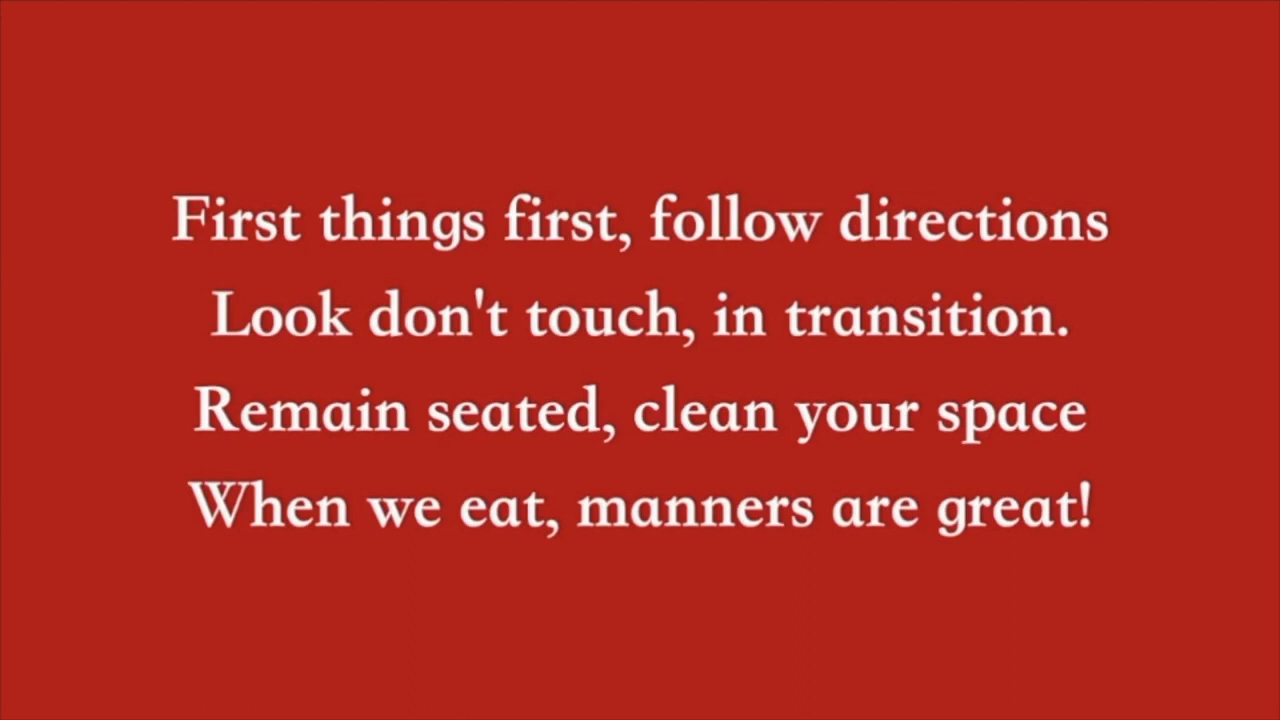 First things first, follow directions
Look don't touch, in transition.
Remain seated, clean your space
When we eat, manners are great!